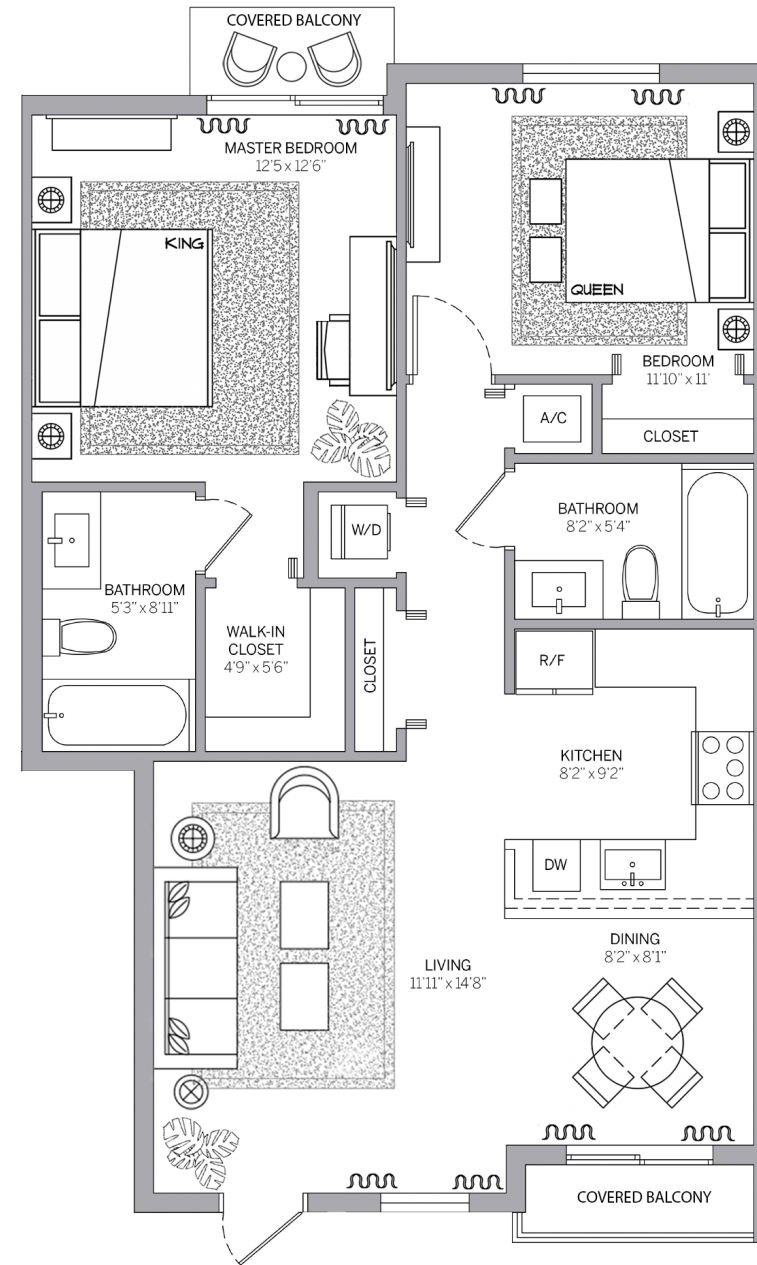 COVERED BALCONY
MASTER BEDROOM
12'5 x 12'6"
KING
QUEEN
BEDROOM
11'10" x 11'
A/C
CLOSET
W/D
BATHROOM
8'2" x 5'4"
BATHROOM
5'3" x 8'11"
WALK-IN
CLOSET
4'9" x 5'6"
CLOSET
R/F
KITCHEN
8'2" x 9'2"
DW
LIVING
11'11" x 14'8"
DINING
8'2" x 8'1"
COVERED BALCONY